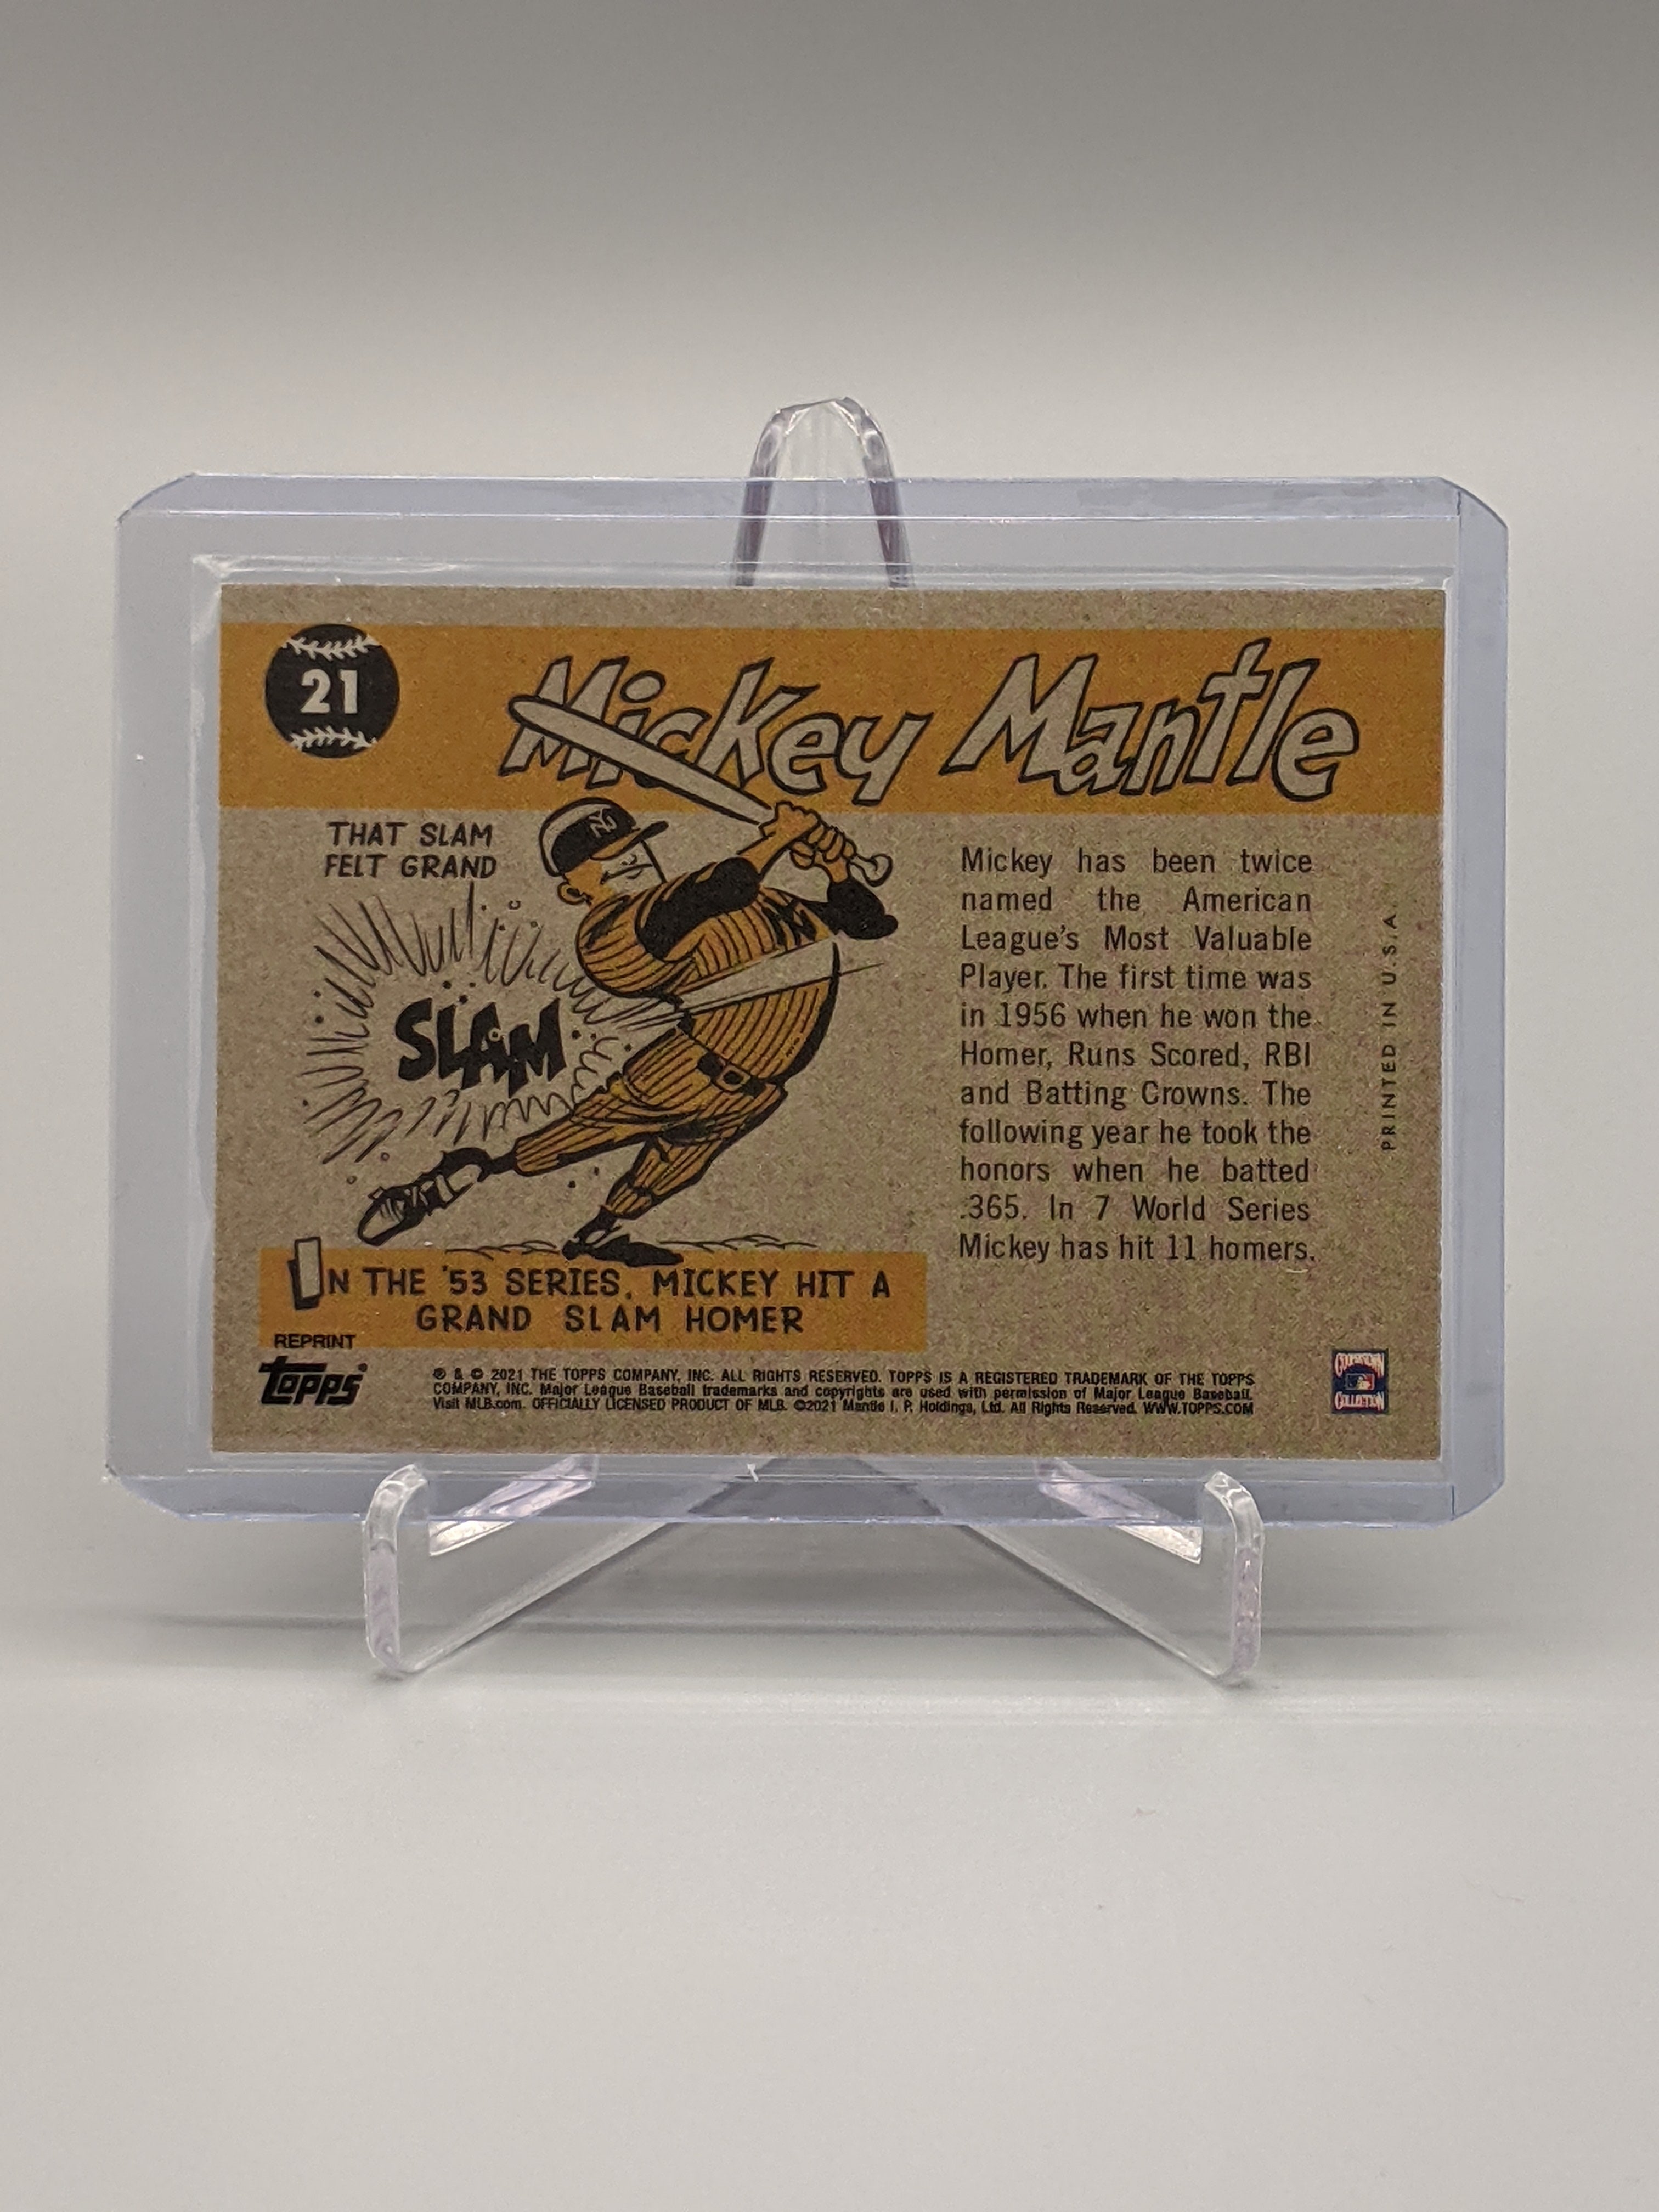 21
Mickey Mantle
THAT SLAM
FELT GRAND
NY
SLAM
IN THE '53 SERIES, MICKEY HIT A
GRAND SLAM HOMER
Mickey has been twice
named the American
League's Most Valuable
Player. The first time was
in 1956 when he won the
Homer, Runs Scored, RBI
and Batting Crowns. The
following year he took the
honors when he batted
.365. In 7 World Series
Mickey has hit 11 homers.
PRINTED IN U.S.A.
REPRINT
topps
® & © 2021 THE TOPPS COMPANY, INC. ALL RIGHTS RESERVED. TOPPS IS A REGISTERED TRADEMARK OF THE TOPPS
COMPANY, INC. Major League Baseball trademarks and copyrights are used with permission of Major League Baseball.
Visit MLB.com. OFFICIALLY LICENSED PRODUCT OF MLB. ©2021 Mantle I. P. Holdings, Ltd. All Rights Reserved. WWW.TOPPS.COM
COOPERSTOWN
COLLECTION